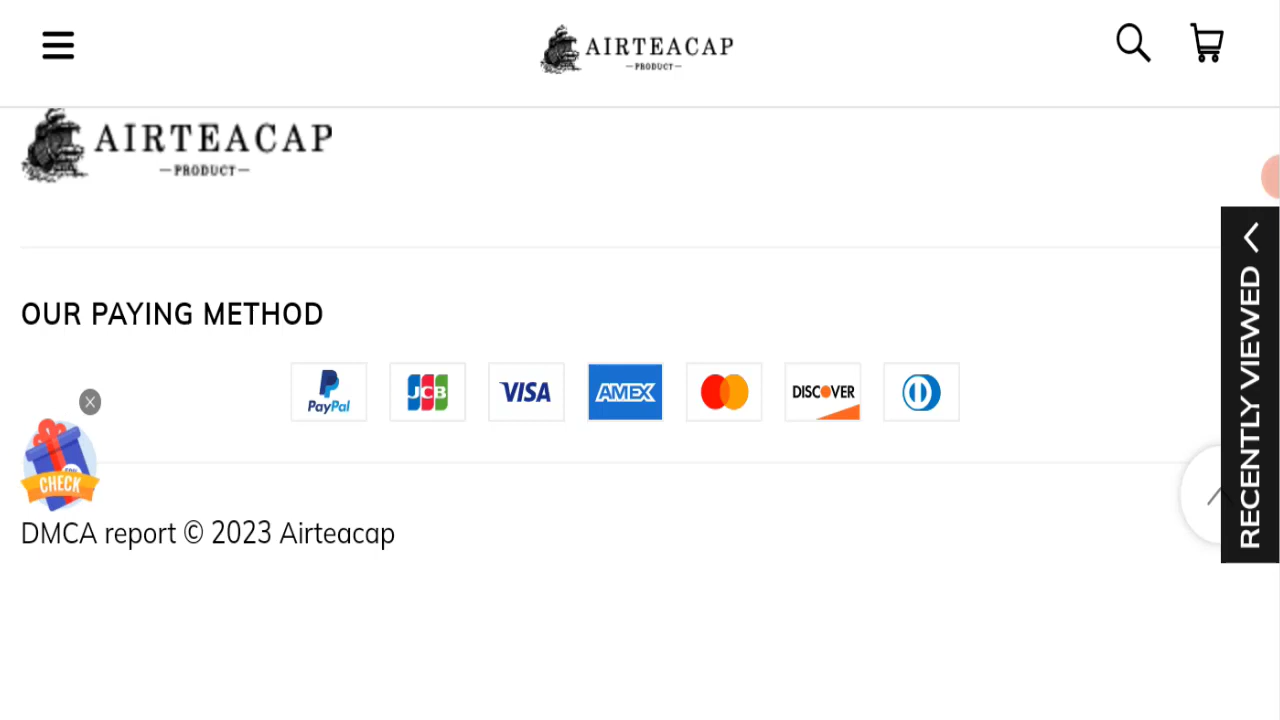 AIRTEACAP
—PRODUCT—
AIRTEACAP
—PRODUCT—
OUR PAYING METHOD
PayPal JCB VISA AMEX DISCOVER
CHECK
DMCA report © 2023 Airteacap
RECENTLY VIEWED